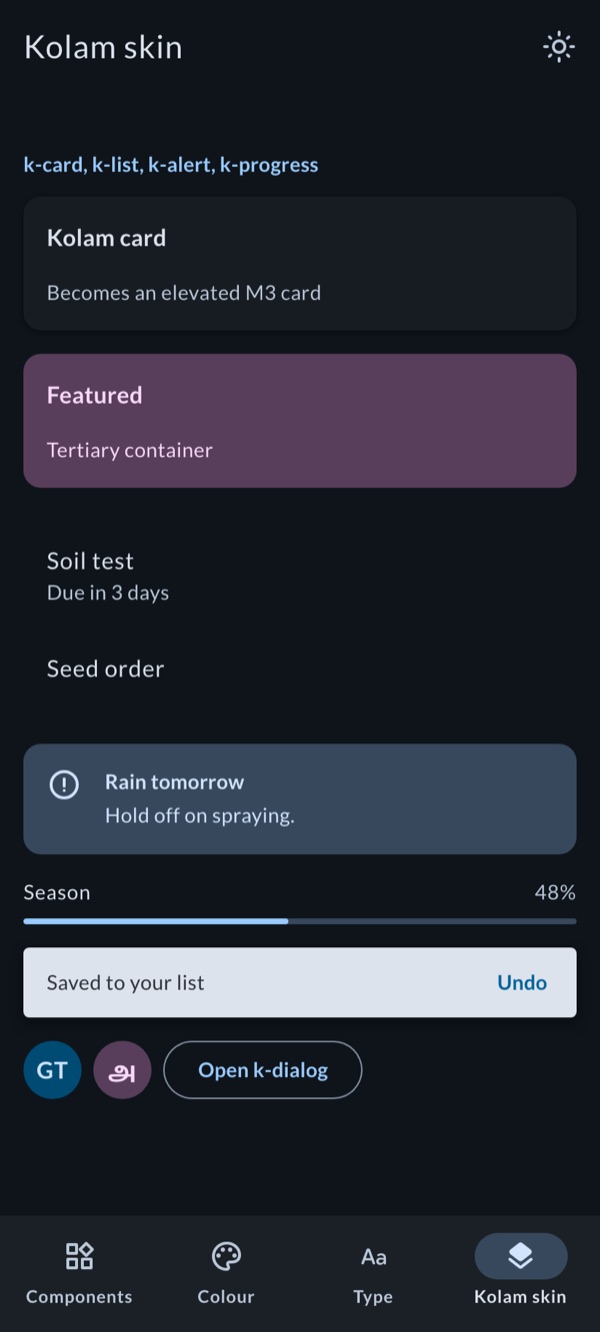 Kolam skin
k-card, k-list, k-alert, k-progress
Kolam card
Becomes an elevated M3 card
Featured
Tertiary container
Soil test
Due in 3 days
Seed order
Rain tomorrow
Hold off on spraying.
Season 48%
Saved to your list Undo
GT அ Open k-dialog
Aa
Components Colour Type Kolam skin